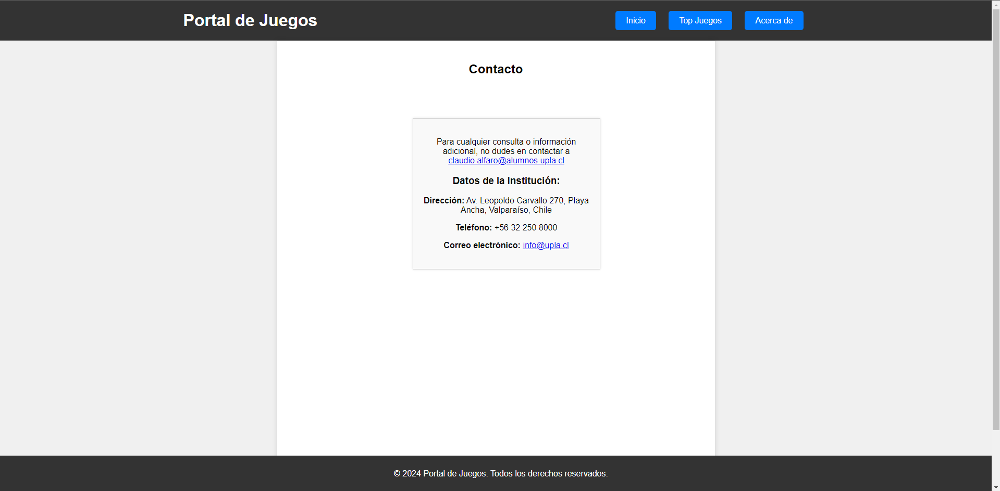 Portal de Juegos
Inicio
Top Juegos
Acerca de
Contacto
Para cualquier consulta o información
adicional, no dudes en contactar a
claudio.alfaro@alumnos.upla.cl
Datos de la Institución:
Dirección: Av. Leopoldo Carvallo 270, Playa
Ancha, Valparaíso, Chile
Teléfono: +56 32 250 8000
Correo electrónico: info@upla.cl
© 2024 Portal de Juegos. Todos los derechos reservados.